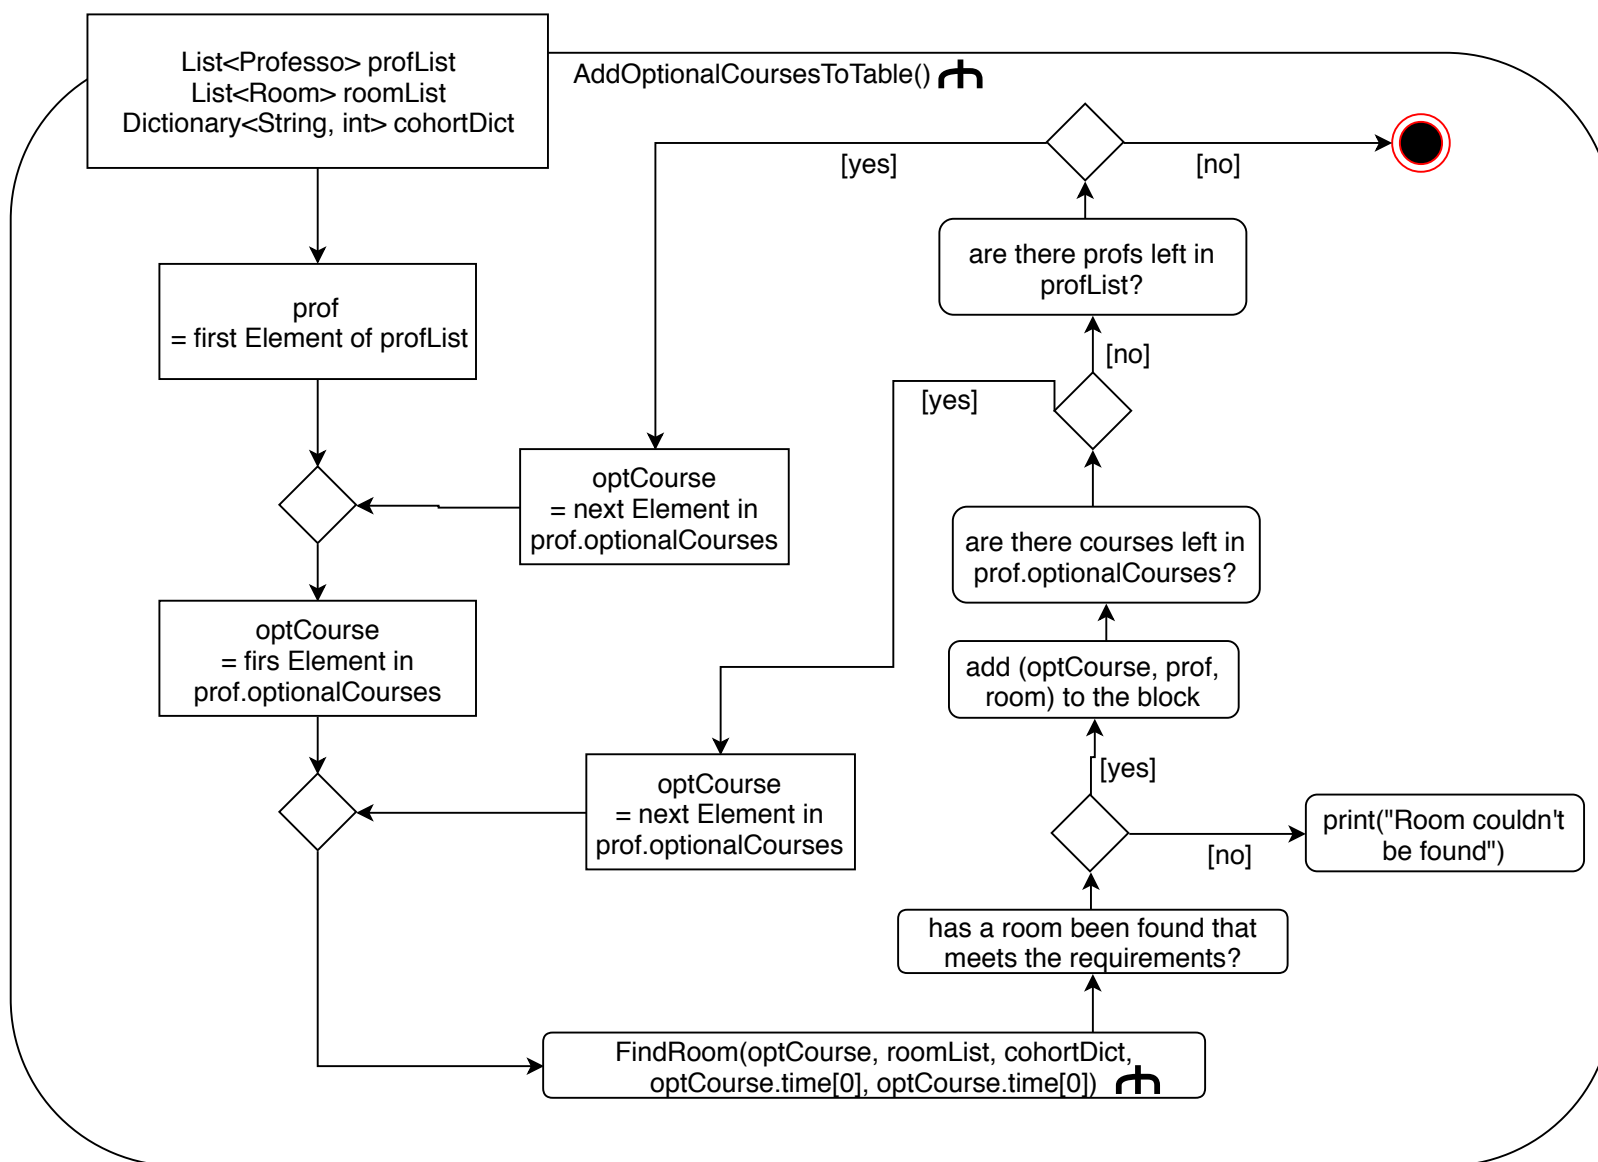 List<Professo> profList
List<Room> roomList
Dictionary<String, int> cohortDict
AddOptionalCoursesToTable()
[yes]
[no]
are there profs left in
profList?
prof
= first Element of profList
[no]
[yes]
optCourse
= next Element in
prof.optionalCourses
are there courses left in
prof.optionalCourses?
optCourse
= firs Element in
prof.optionalCourses
add (optCourse, prof,
room) to the block
[yes]
optCourse
= next Element in
prof.optionalCourses
print("Room couldn't
be found")
[no]
has a room been found that
meets the requirements?
FindRoom(optCourse, roomList, cohortDict,
optCourse.time[0], optCourse.time[0])